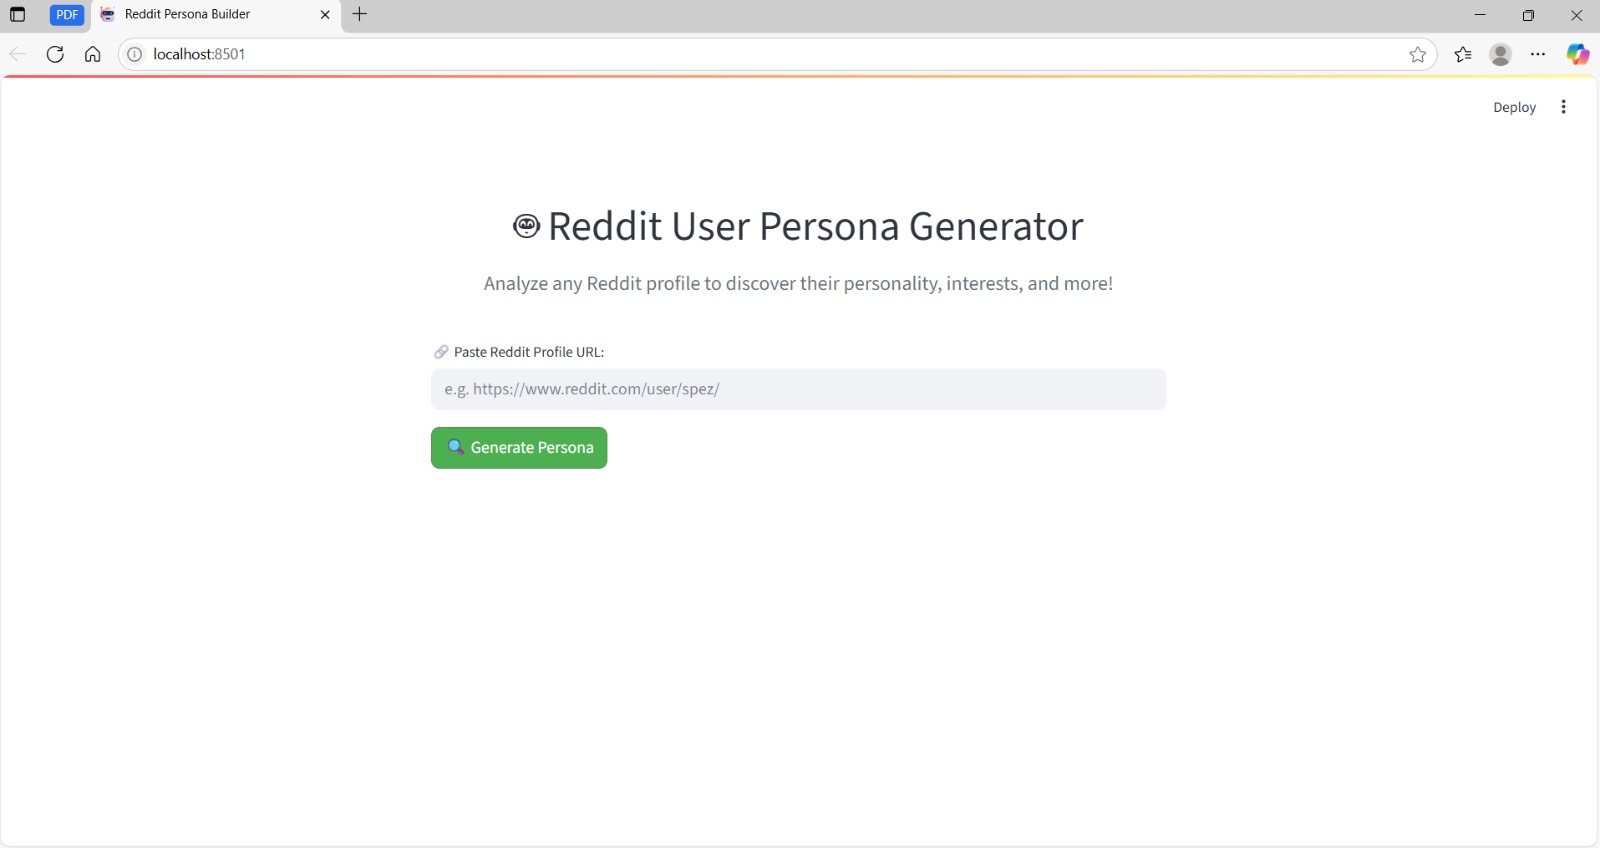 PDF
Reddit Persona Builder
localhost:8501
Deploy
Reddit User Persona Generator
Analyze any Reddit profile to discover their personality, interests, and more!
Paste Reddit Profile URL:
e.g. https://www.reddit.com/user/spez/
Generate Persona